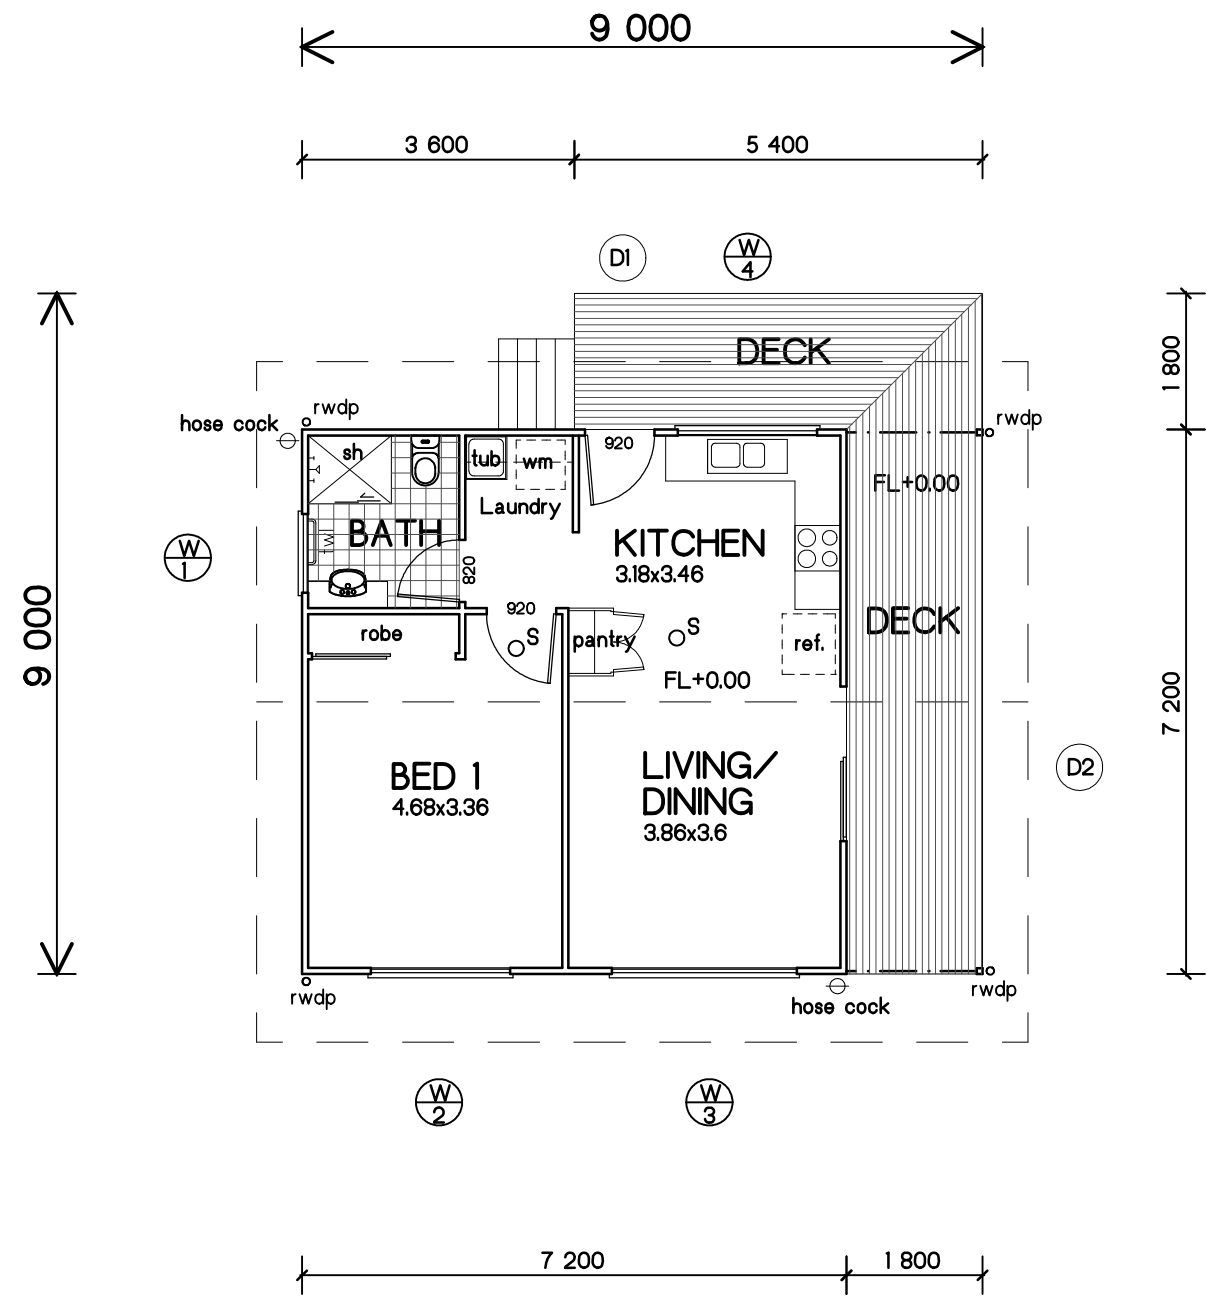 9 000
3 600
5 400
D1
W
4
DECK
1 800
rwdp
hose cock
rwdp
920
sh
tub
wm
FL+0.00
Laundry
BATH
TW
KITCHEN
3.18x3.46
W
1
820
920
DECK
robe
S
pantry
S
ref.
FL+0.00
9 000
7 200
BED 1
4.68x3.36
LIVING/
DINING
3.86x3.6
D2
rwdp
rwdp
hose cock
W
2
W
3
7 200
1 800